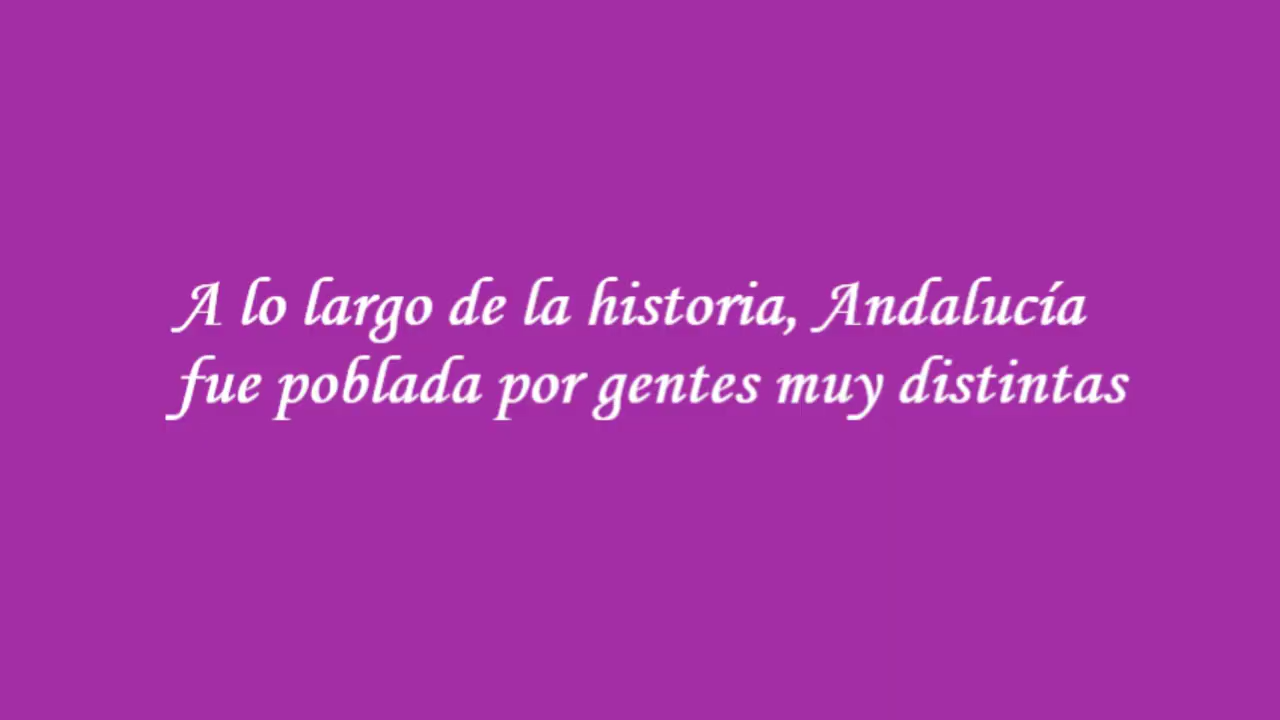 A lo largo de la historia, Andalucía
fue poblada por gentes muy distintas